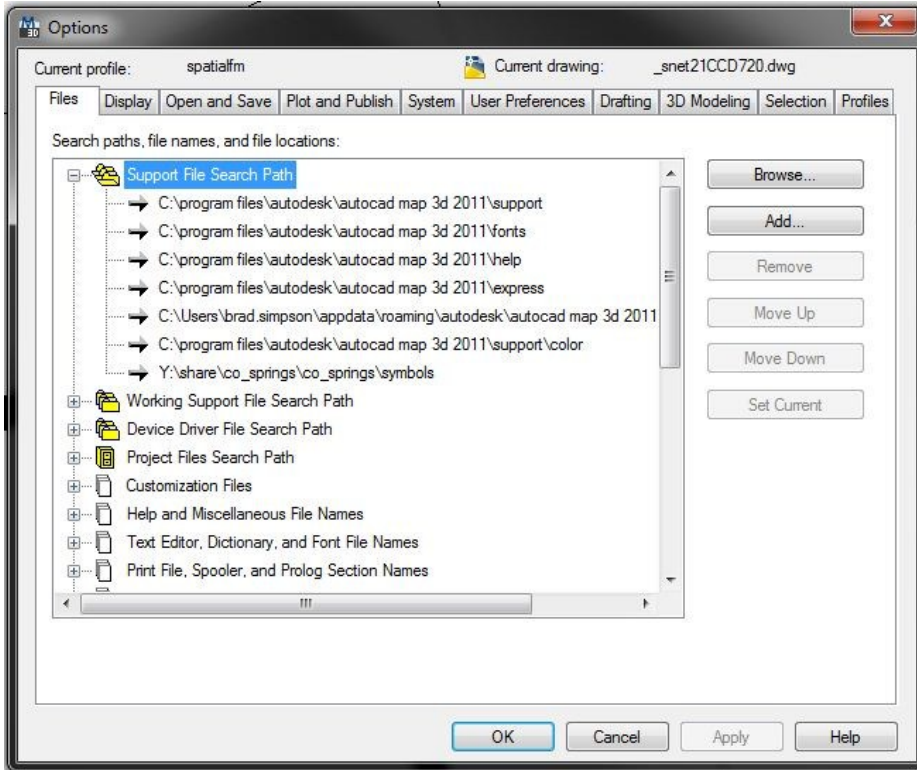 Options
Current profile: spatialfm Current drawing: _snet21CCD720.dwg
Files Display Open and Save Plot and Publish System User Preferences Drafting 3D Modeling Selection Profiles
Search paths, file names, and file locations:
Support File Search Path
C:\program files\autodesk\autocad map 3d 2011\support
C:\program files\autodesk\autocad map 3d 2011\fonts
C:\program files\autodesk\autocad map 3d 2011\help
C:\program files\autodesk\autocad map 3d 2011\express
C:\Users\brad.simpson\appdata\roaming\autodesk\autocad map 3d 2011
C:\program files\autodesk\autocad map 3d 2011\support\color
Y:\share\co_springs\co_springs\symbols
Working Support File Search Path
Device Driver File Search Path
Project Files Search Path
Customization Files
Help and Miscellaneous File Names
Text Editor, Dictionary, and Font File Names
Print File, Spooler, and Prolog Section Names
Browse...
Add...
Remove
Move Up
Move Down
Set Current
OK Cancel Apply Help